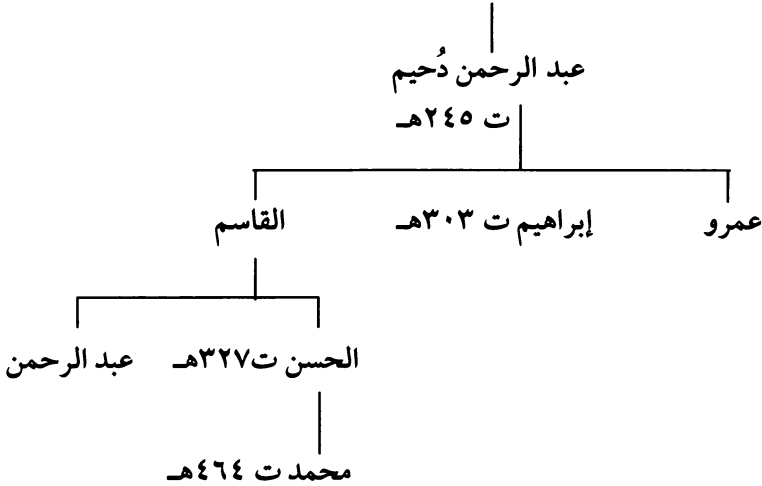 عبد الرحمن دُحيم
ت ٢٤٥هـ
عمرو إبراهيم ت ٣٠٣هـ القاسم
الحسن ت٣٢٧هـ عبد الرحمن
محمد ت ٤٦٤هـ